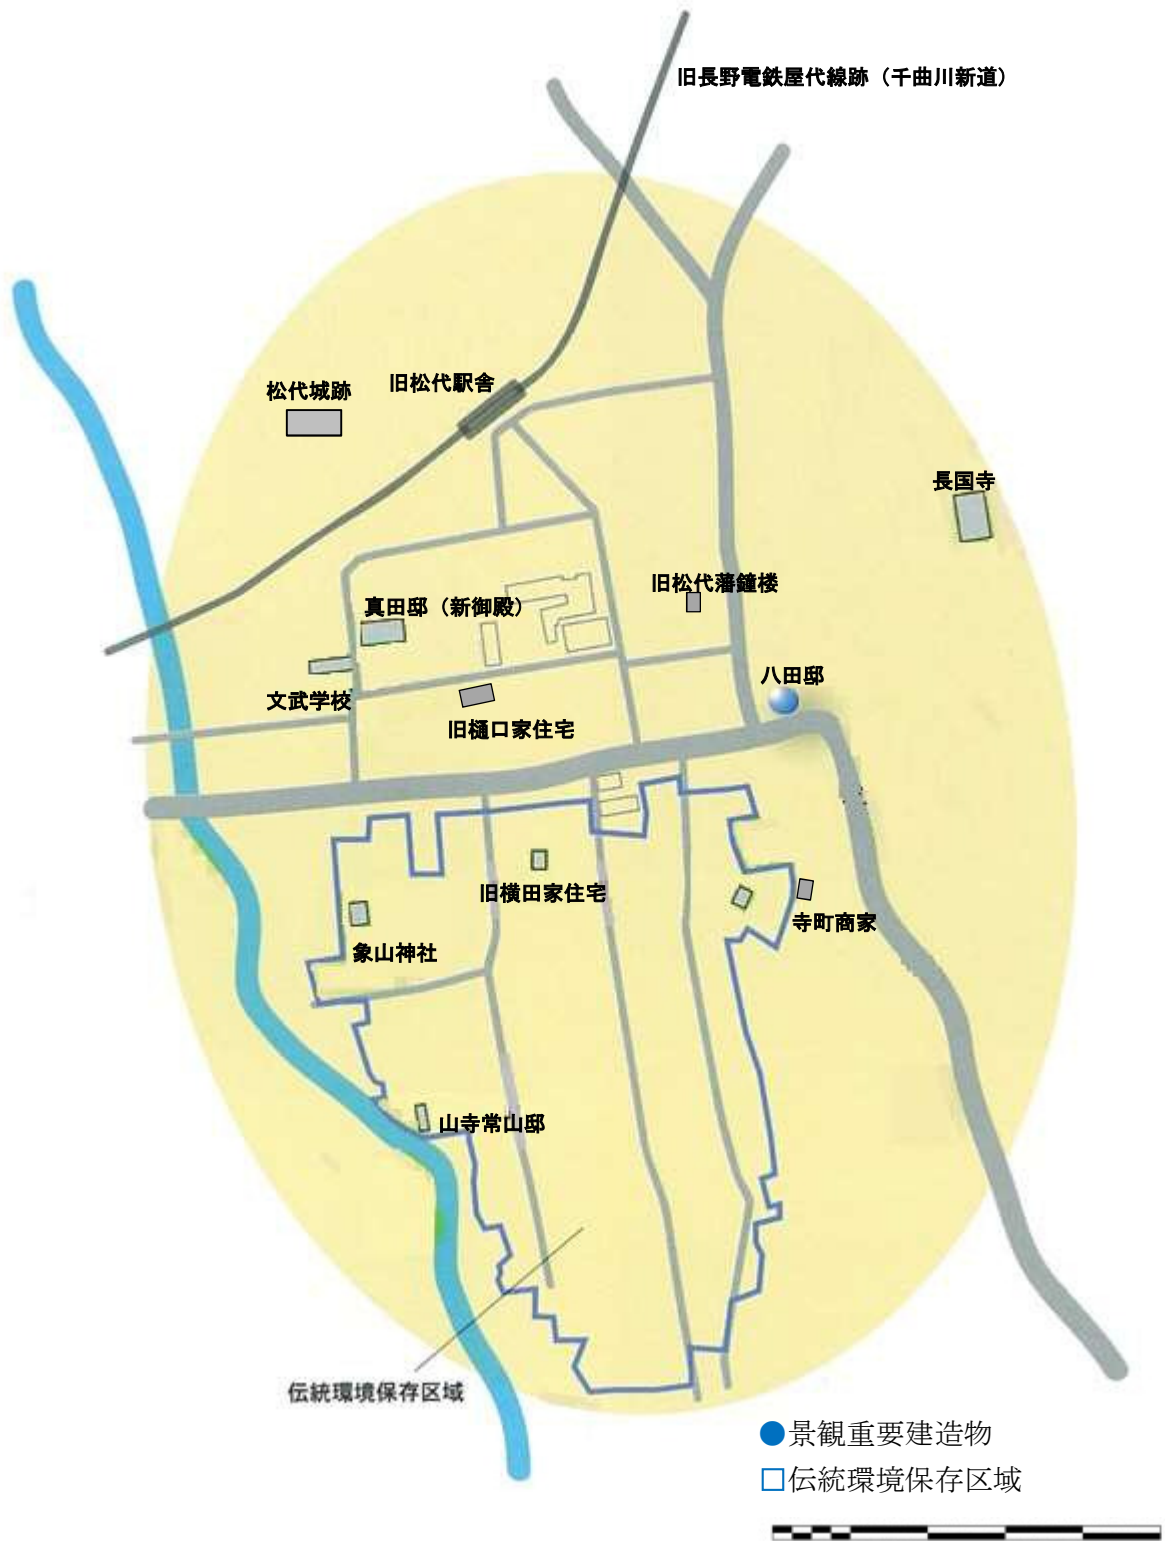 旧長野電鉄屋代線跡（千曲川新道）
旧松代駅舎
松代城跡
長国寺
旧松代藩鐘楼
真田邸（新御殿）
八田邸
文武学校
旧樋口家住宅
旧横田家住宅
寺町商家
象山神社
山寺常山邸
伝統環境保存区域
●景観重要建造物
□伝統環境保存区域